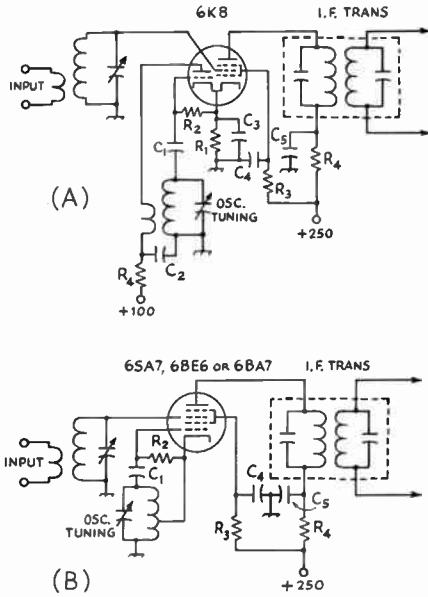 6K8
I.F. TRANS
INPUT
R2
C3
C1
R1
C4
C5
R4
R3
(A)
OSC.
TUNING
C2
R4
+250
+100
6SA7, 6BE6 OR 6BA7
I.F. TRANS
INPUT
R2
C1
C4
OSC.
TUNING
R3
C5
R4
(B)
+250